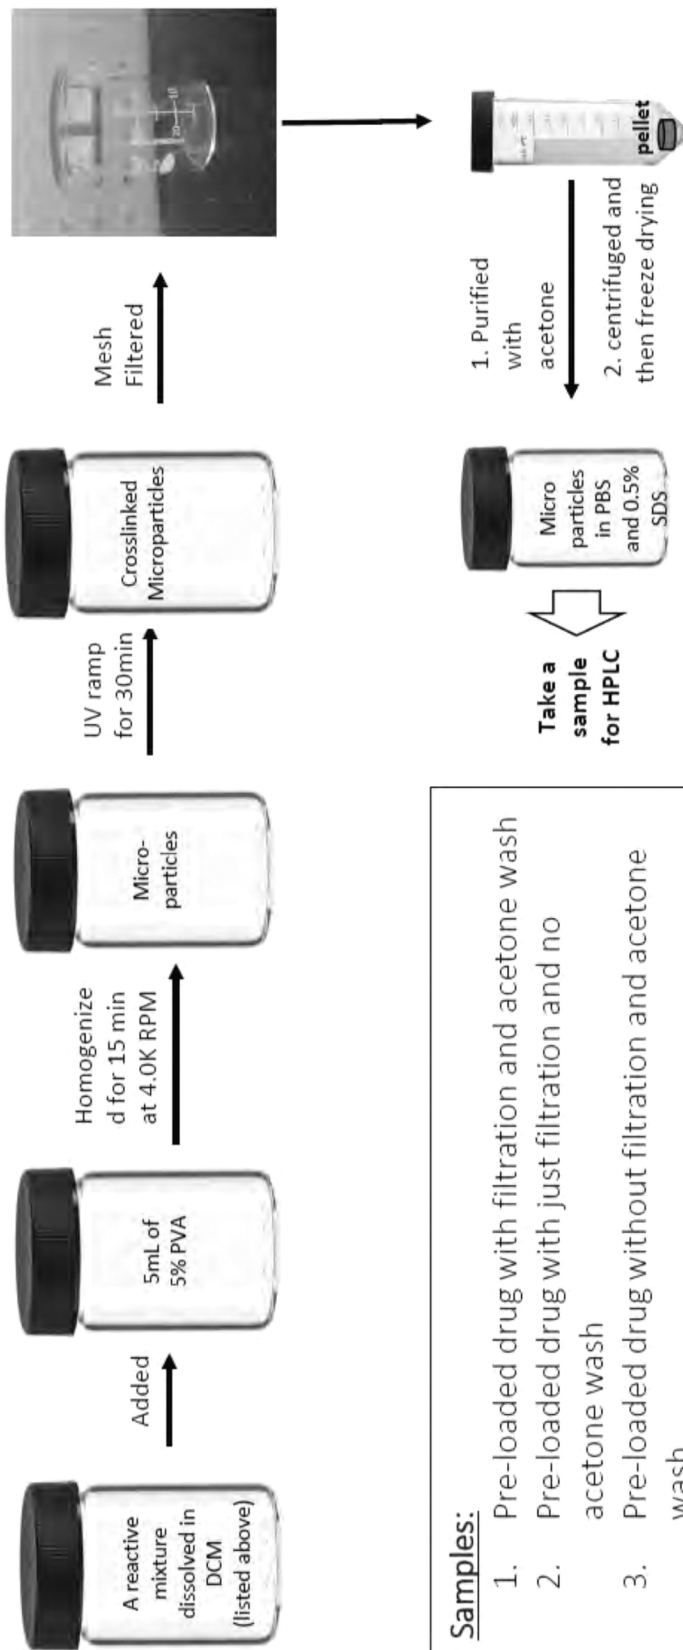 A reactive
mixture
dissolved in
DCM
(listed above)
Added
5mL of
5% PVA
Homogenize
d for 15 min
at 4.0K RPM
Micro-
particles
UV ramp
for 30min
Crosslinked
Microparticles
Mesh
Filtered
pellet
1. Purified
with
acetone
2. centrifuged and
then freeze drying
Micro
particles
in PBS
and 0.5%
SDS
Take a
sample
for HPLC
Samples:
1. Pre-loaded drug with filtration and acetone wash
2. Pre-loaded drug with just filtration and no
acetone wash
3. Pre-loaded drug without filtration and acetone
wash